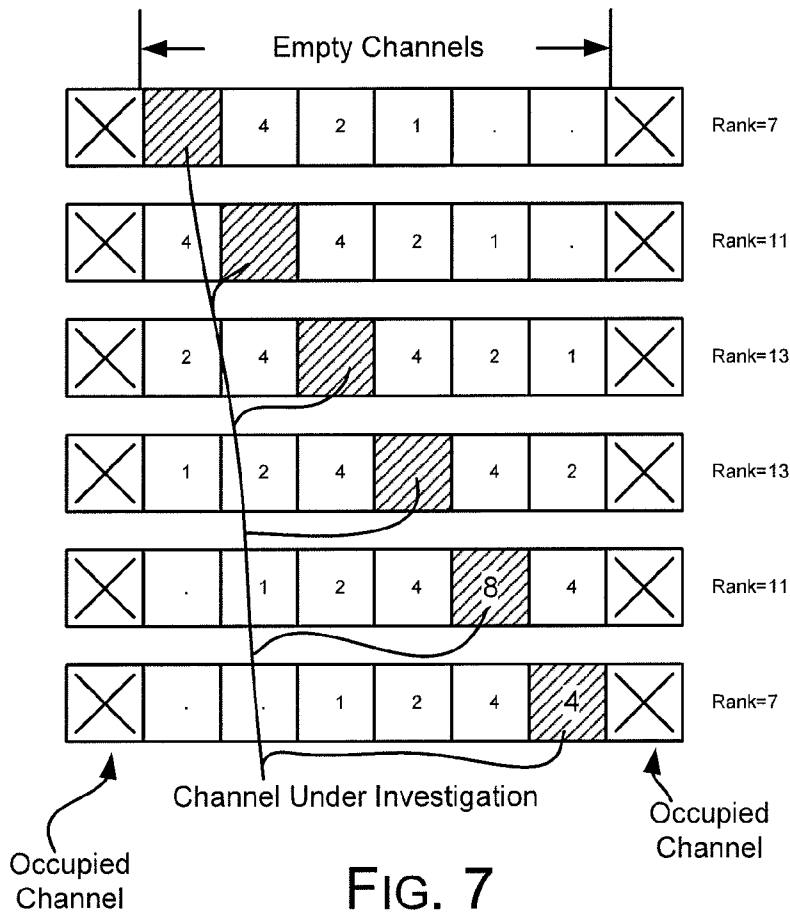 Empty Channels
4 2 1 . . Rank=7
4 4 2 1 . Rank=11
2 4 4 2 1 Rank=13
1 2 4 4 2 Rank=13
. 1 2 4 8 4 Rank=11
. . 1 2 4 4 Rank=7
Channel Under Investigation
Occupied
Channel
Occupied
Channel
FIG. 7